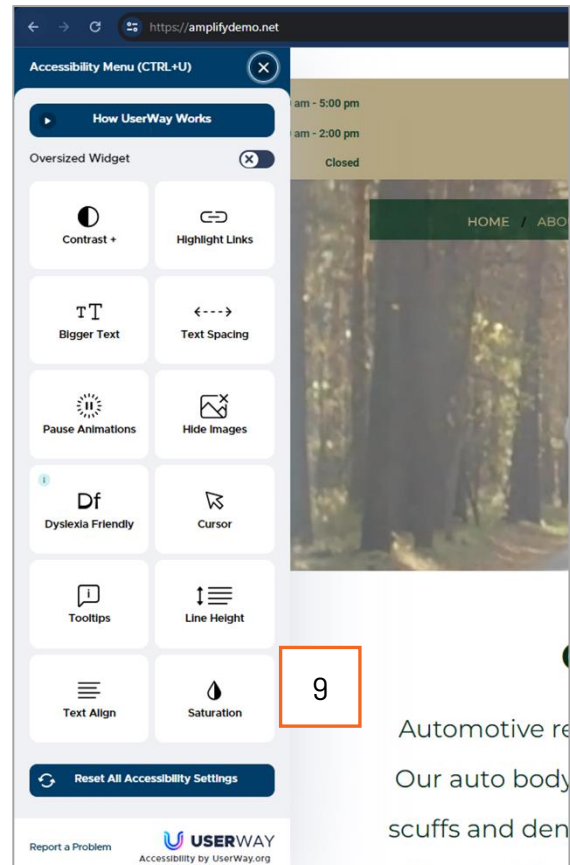 https://amplifydemo.net
Accessibility Menu (CTRL+U)
am - 5:00 pm
How UserWay Works
am - 2:00 pm
Oversized Widget
Closed
Contrast +
Highlight Links
HOME / ABO
TT
Bigger Text
Text Spacing
Pause Animations
Hide Images
i
Df
Dyslexia Friendly
Cursor
i
Tooltips
Line Height
Text Align
Saturation
9
Automotive re
Reset All Accessibility Settings
Our auto body
scuffs and den
Report a Problem
USERWAY
Accessibility by UserWay.org